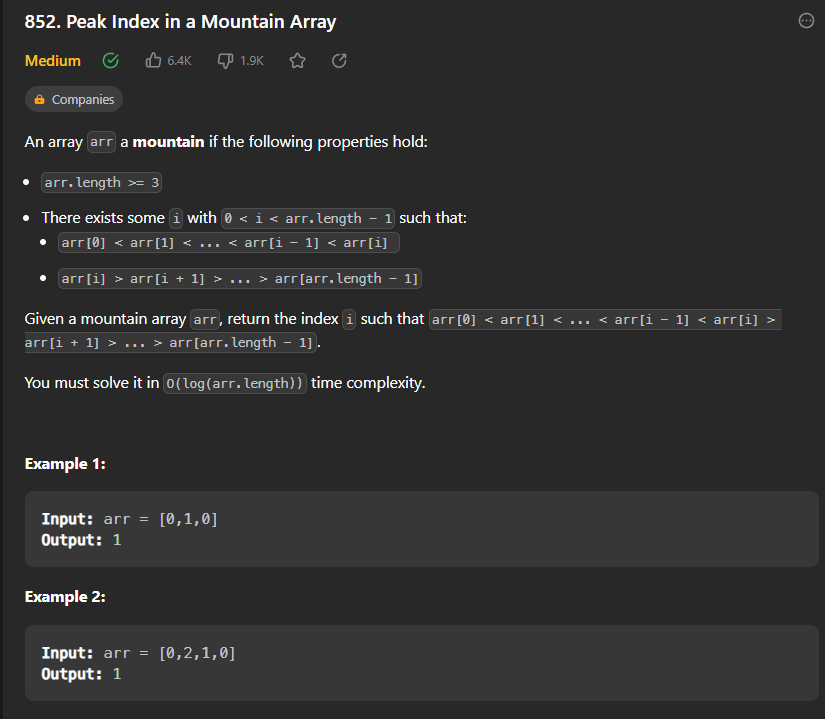 852. Peak Index in a Mountain Array
Medium 6.4K 1.9K
Companies
An array arr a mountain if the following properties hold:
• arr.length >= 3
• There exists some i with 0 < i < arr.length - 1 such that:
• arr[0] < arr[1] < ... < arr[i - 1] < arr[i]
• arr[i] > arr[i + 1] > ... > arr[arr.length - 1]
Given a mountain array arr, return the index i such that arr[0] < arr[1] < ... < arr[i - 1] < arr[i] >
arr[i + 1] > ... > arr[arr.length - 1].
You must solve it in O(log(arr.length)) time complexity.
Example 1:
Input: arr = [0,1,0]
Output: 1
Example 2:
Input: arr = [0,2,1,0]
Output: 1